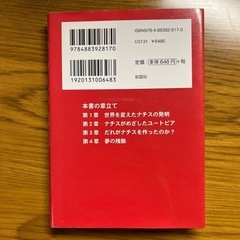 ISBN978-4-88392-817-0
C0131 ¥648E
定価 本体648円 +税
彩図社
9784883928170
1920131006483
本書の章立て
第1章 世界を変えたナチスの発明
第2章 ナチスがめざしたユートピア
第3章 だれがナチスを作ったのか?
第4章 夢の残骸